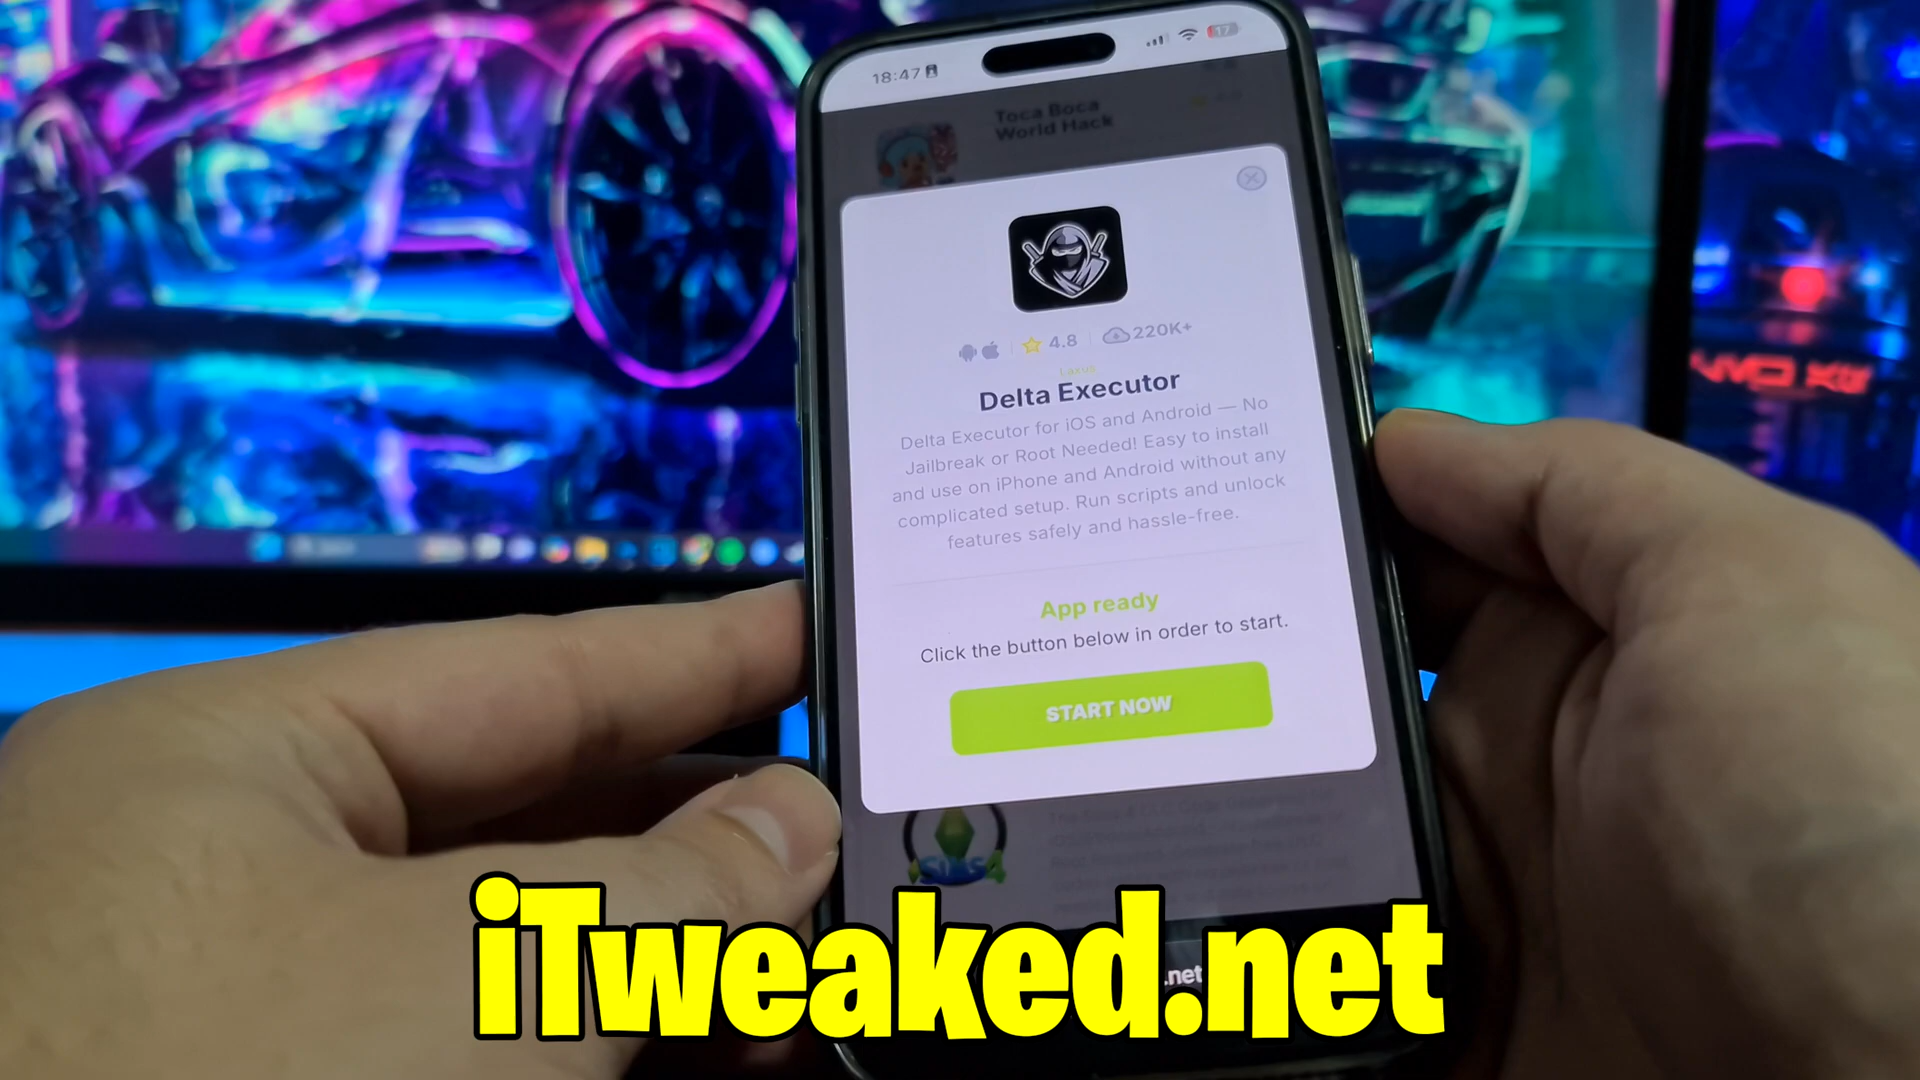 18:47
17
Toca Boca
World Hack
4.8
220K+
Delta Executor
Delta Executor for iOS and Android — No
Jailbreak or Root Needed! Easy to install
and use on iPhone and Android without any
complicated setup. Run scripts and unlock
features safely and hassle-free.
App ready
Click the button below in order to start.
START NOW
SIMS 4
.net
iTweaked.net